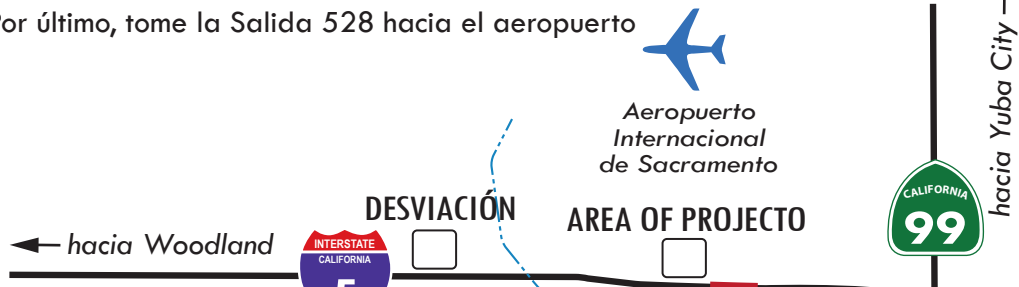 Por último, tome la Salida 528 hacia el aeropuerto
Aeropuerto
Internacional
de Sacramento
hacia Yuba City
CALIFORNIA
99
DESVIACIÓN
AREA OF PROJECTO
hacia Woodland
INTERSTATE
CALIFORNIA
5